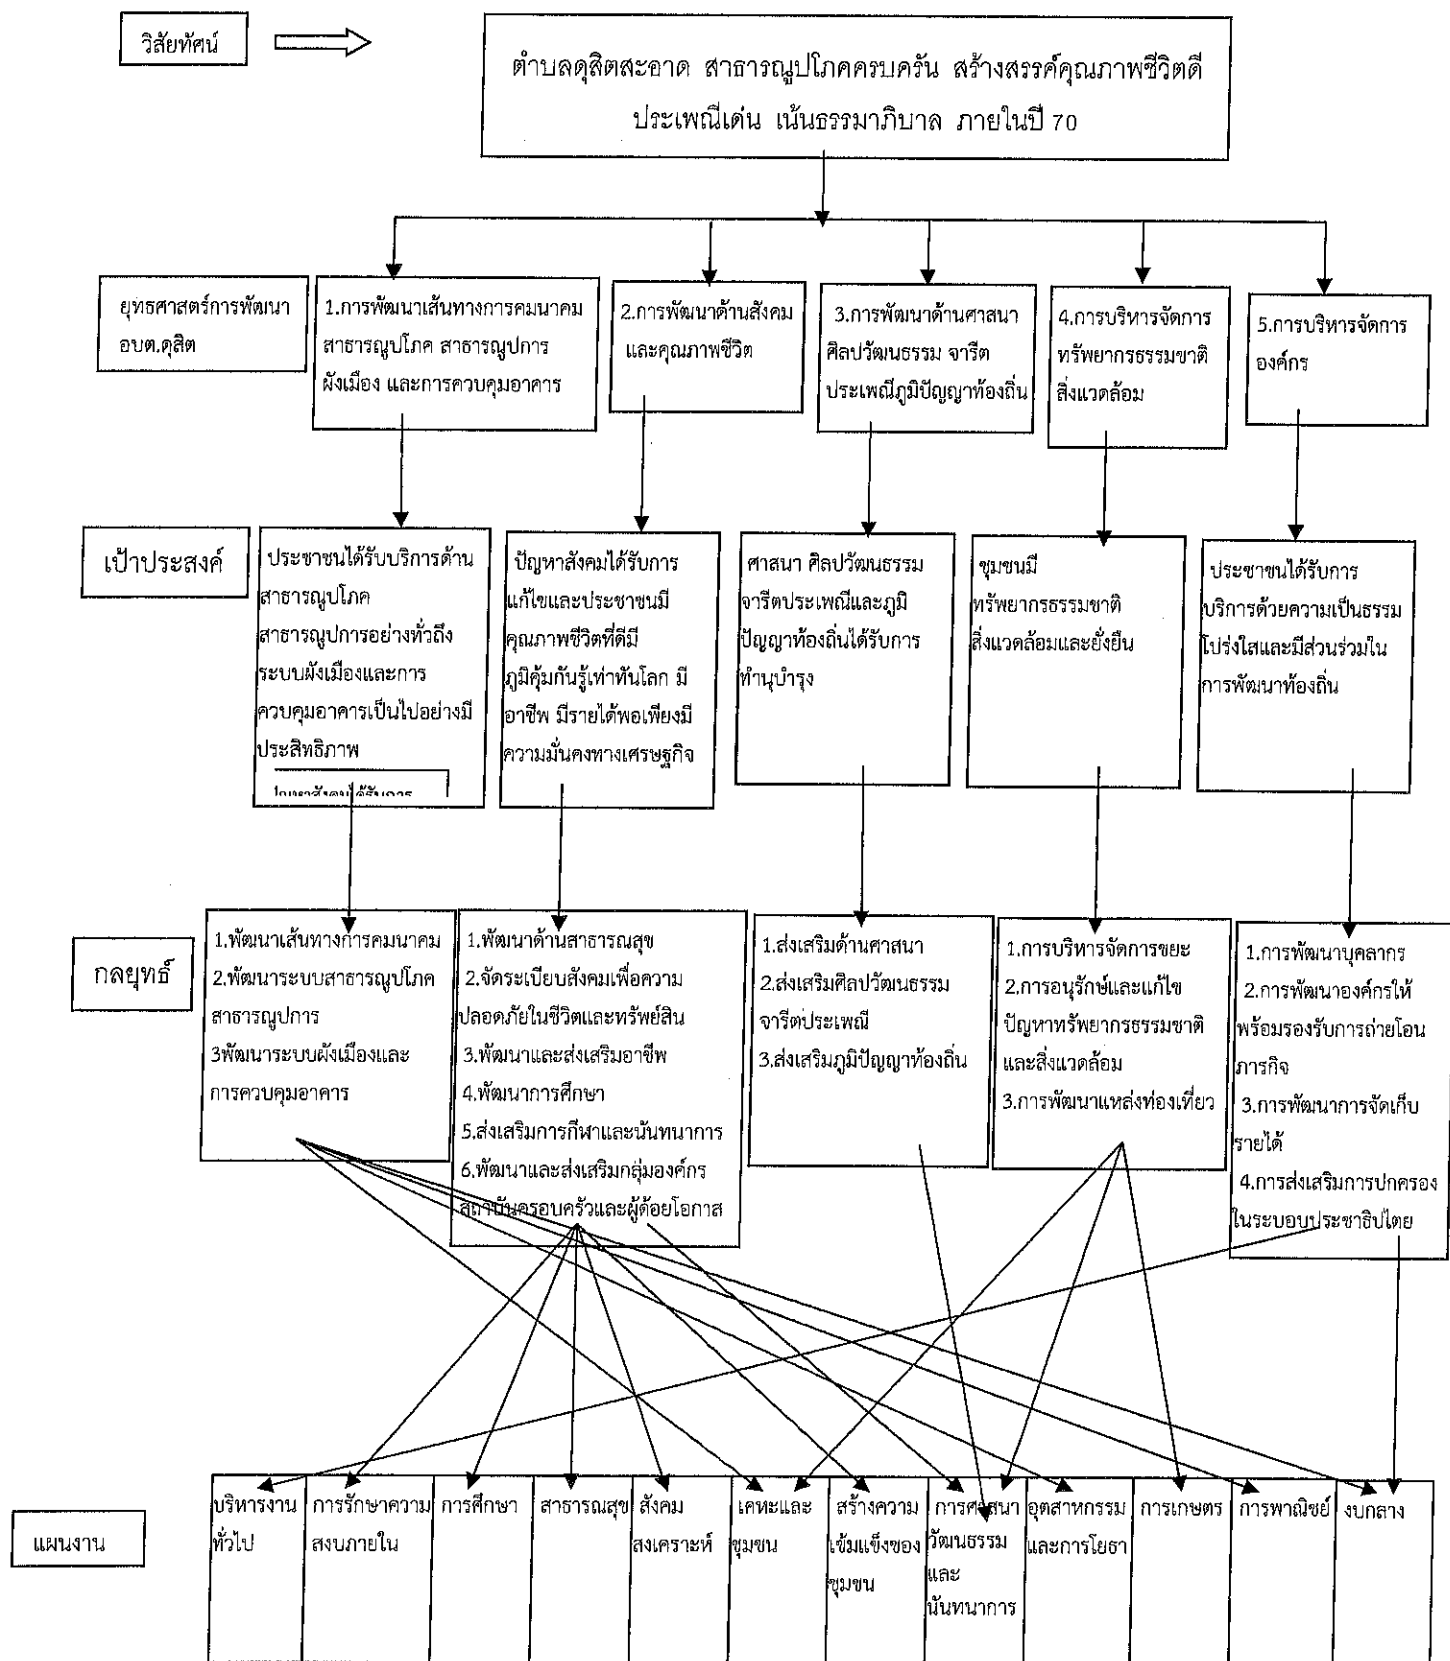 วิสัยทัศน์
ตำบลดุสิตสะอาด สาธารณูปโภคครบครัน สร้างสรรค์คุณภาพชีวิตดี
ประเพณีเด่น เน้นธรรมาภิบาล ภายในปี 70
ยุทธศาสตร์การพัฒนา
อบต.ดุสิต
1.การพัฒนาเส้นทางการคมนาคม
สาธารณูปโภค สาธารณูปการ
ผังเมือง และการควบคุมอาคาร
2.การพัฒนาด้านสังคม
และคุณภาพชีวิต
3.การพัฒนาด้านศาสนา
ศิลปวัฒนธรรม จารีต
ประเพณีภูมิปัญญาท้องถิ่น
4.การบริหารจัดการ
ทรัพยากรธรรมชาติ
สิ่งแวดล้อม
5.การบริหารจัดการ
องค์กร
เป้าประสงค์
ประชาชนได้รับบริการด้าน
สาธารณูปโภค
สาธารณูปการอย่างทั่วถึง
ระบบผังเมืองและการ
ควบคุมอาคารเป็นไปอย่างมี
ประสิทธิภาพ
ปัญหาสังคมได้รับการ
ปัญหาสังคมได้รับการ
แก้ไขและประชาชนมี
คุณภาพชีวิตที่ดีมี
ภูมิคุ้มกันรู้เท่าทันโลก มี
อาชีพ มีรายได้พอเพียงมี
ความมั่นคงทางเศรษฐกิจ
ศาสนา ศิลปวัฒนธรรม
จารีตประเพณีและภูมิ
ปัญญาท้องถิ่นได้รับการ
ทำนุบำรุง
ชุมชนมี
ทรัพยากรธรรมชาติ
สิ่งแวดล้อมและยั่งยืน
ประชาชนได้รับการ
บริการด้วยความเป็นธรรม
โปร่งใสและมีส่วนร่วมใน
การพัฒนาท้องถิ่น
กลยุทธ์
1.พัฒนาเส้นทางการคมนาคม
2.พัฒนาระบบสาธารณูปโภค
สาธารณูปการ
3พัฒนาระบบผังเมืองและ
การควบคุมอาคาร
1.พัฒนาด้านสาธารณสุข
2.จัดระเบียบสังคมเพื่อความ
ปลอดภัยในชีวิตและทรัพย์สิน
3.พัฒนาและส่งเสริมอาชีพ
4.พัฒนาการศึกษา
5.ส่งเสริมการกีฬาและนันทนาการ
6.พัฒนาและส่งเสริมกลุ่มองค์กร
สถาบันครอบครัวและผู้ด้อยโอกาส
1.ส่งเสริมด้านศาสนา
2.ส่งเสริมศิลปวัฒนธรรม
จารีตประเพณี
3.ส่งเสริมภูมิปัญญาท้องถิ่น
1.การบริหารจัดการขยะ
2.การอนุรักษ์และแก้ไข
ปัญหาทรัพยากรธรรมชาติ
และสิ่งแวดล้อม
3.การพัฒนาแหล่งท่องเที่ยว
1.การพัฒนาบุคลากร
2.การพัฒนาองค์กรให้
พร้อมรองรับการถ่ายโอน
ภารกิจ
3.การพัฒนาการจัดเก็บ
รายได้
4.การส่งเสริมการปกครอง
ในระบอบประชาธิปไตย
แผนงาน
บริหารงาน
ทั่วไป
การรักษาความ
สงบภายใน
การศึกษา
สาธารณสุข
สังคม
สงเคราะห์
เคหะและ
ชุมชน
สร้างความ
เข้มแข็งของ
ชุมชน
การศาสนา
วัฒนธรรม
และ
นันทนาการ
อุตสาหกรรม
และการโยธา
การเกษตร
การพาณิชย์
งบกลาง